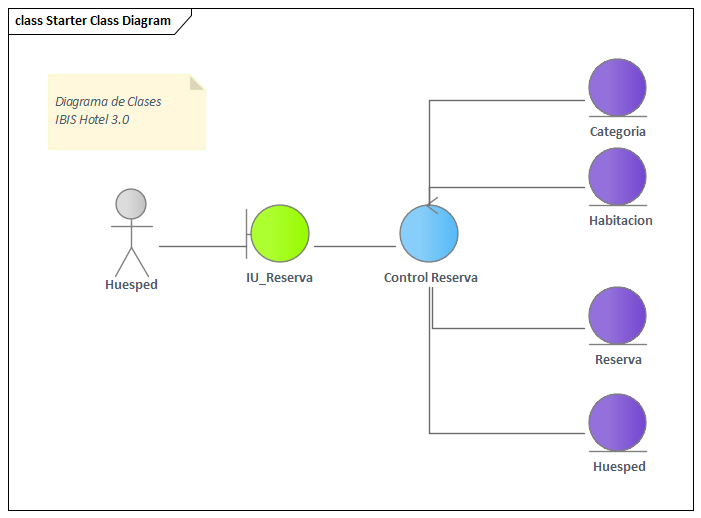 class Starter Class Diagram
Diagrama de Clases
IBIS Hotel 3.0
Categoria
Habitacion
Huesped
IU_Reserva
Control Reserva
Reserva
Huesped